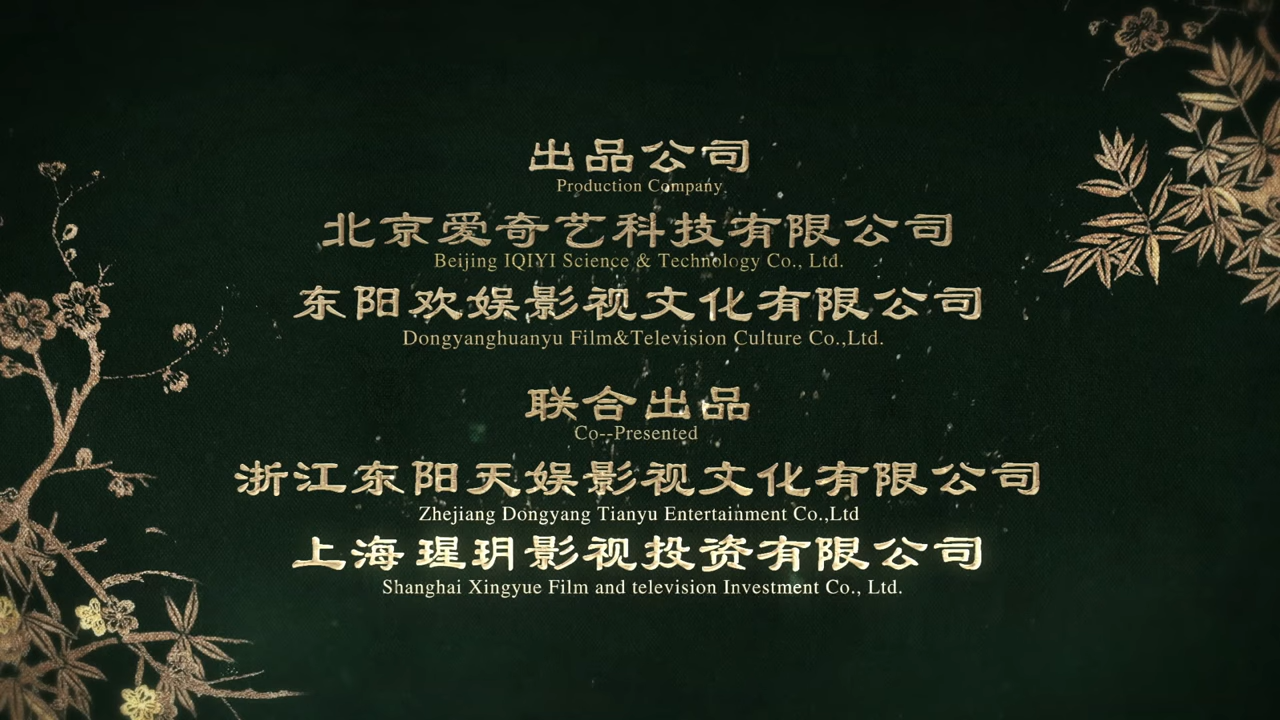 出品公司
Production Company
北京爱奇艺科技有限公司
Beijing IQIYI Science & Technology Co., Ltd.
东阳欢娱影视文化有限公司
Dongyanghuanyu Film&Television Culture Co.,Ltd.
联合出品
Co--Presented
浙江东阳天娱影视文化有限公司
Zhejiang Dongyang Tianyu Entertainment Co.,Ltd
上海瑆玥影视投资有限公司
Shanghai Xingyue Film and television Investment Co., Ltd.